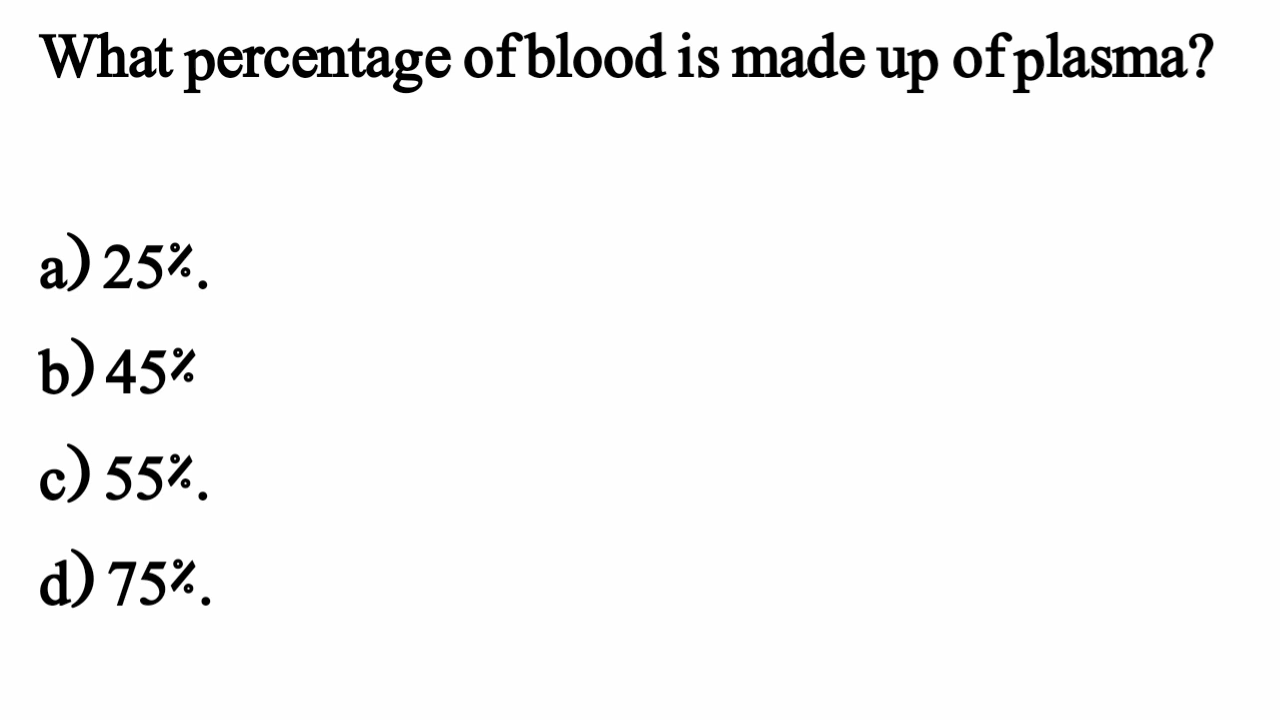 What percentage of blood is made up of plasma?
a) 25%.
b) 45%
c) 55%.
d) 75%.